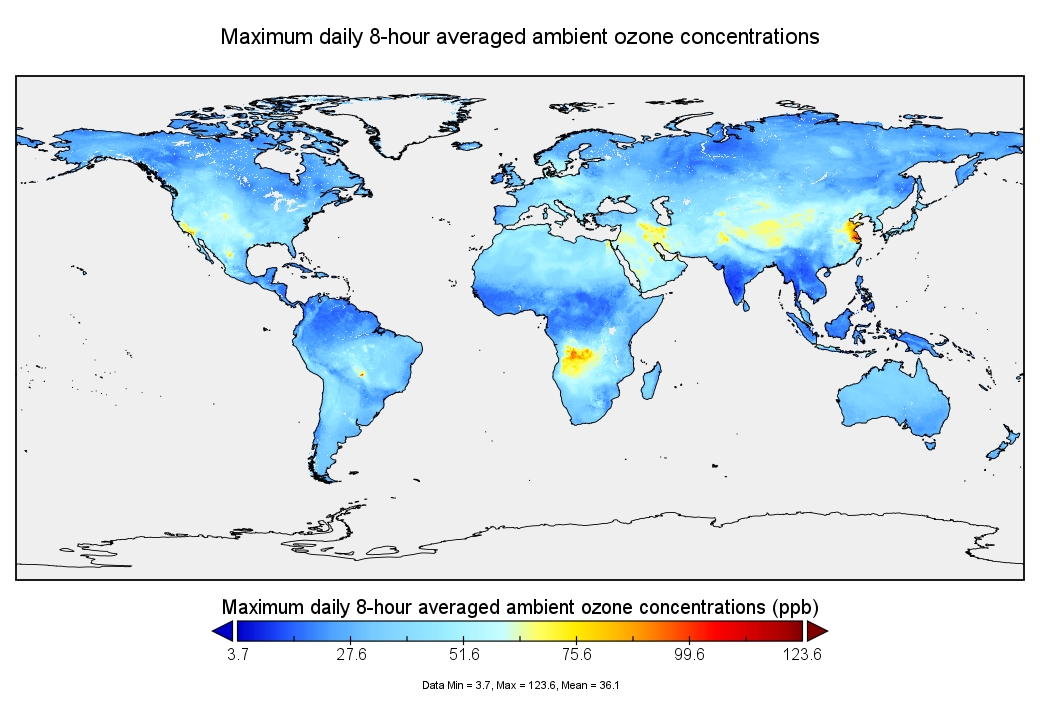 Maximum daily 8-hour averaged ambient ozone concentrations
Maximum daily 8-hour averaged ambient ozone concentrations (ppb)
3.7 27.6 51.6 75.6 99.6 123.6
Data Min = 3.7, Max = 123.6, Mean = 36.1